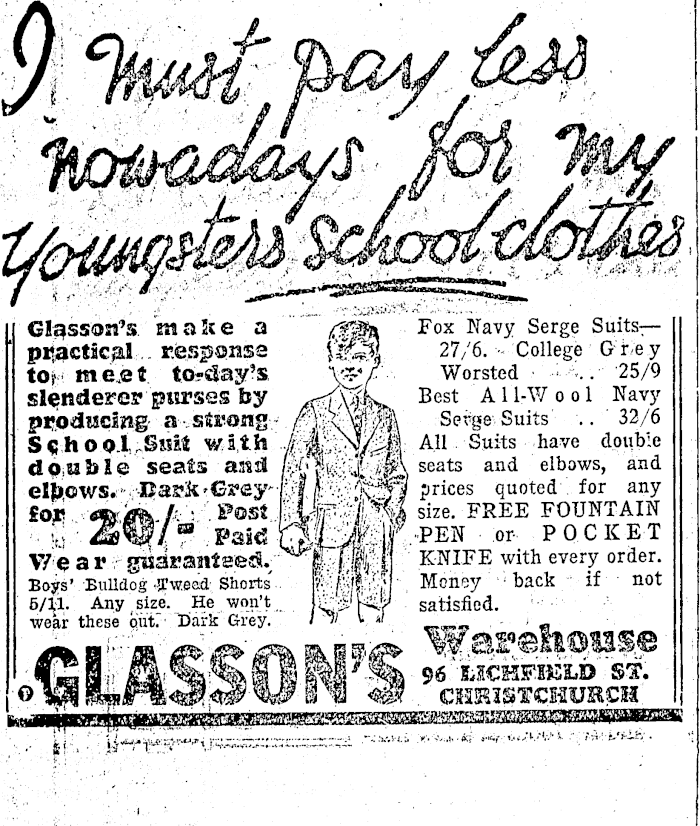 I must pay less
nowadays for my
Youngsters school clothes
Glasson's make a
practical response
to meet to-day's
slenderer purses by
producing a strong
School Suit with
double seats and
elbows. Dark Grey
for 20/- Post
Paid
Wear guaranteed.
Boys' Bulldog Tweed Shorts
5/11. Any size. He won't
wear these out. Dark Grey.
Fox Navy Serge Suits—
27/6. College Grey
Worsted .. 25/9
Best All-Wool Navy
Serge Suits .. 32/6
All Suits have double
seats and elbows, and
prices quoted for any
size. FREE FOUNTAIN
PEN or POCKET
KNIFE with every order.
Money back if not
satisfied.
GLASSON'S
Warehouse
96 LICHFIELD ST.
CHRISTCHURCH